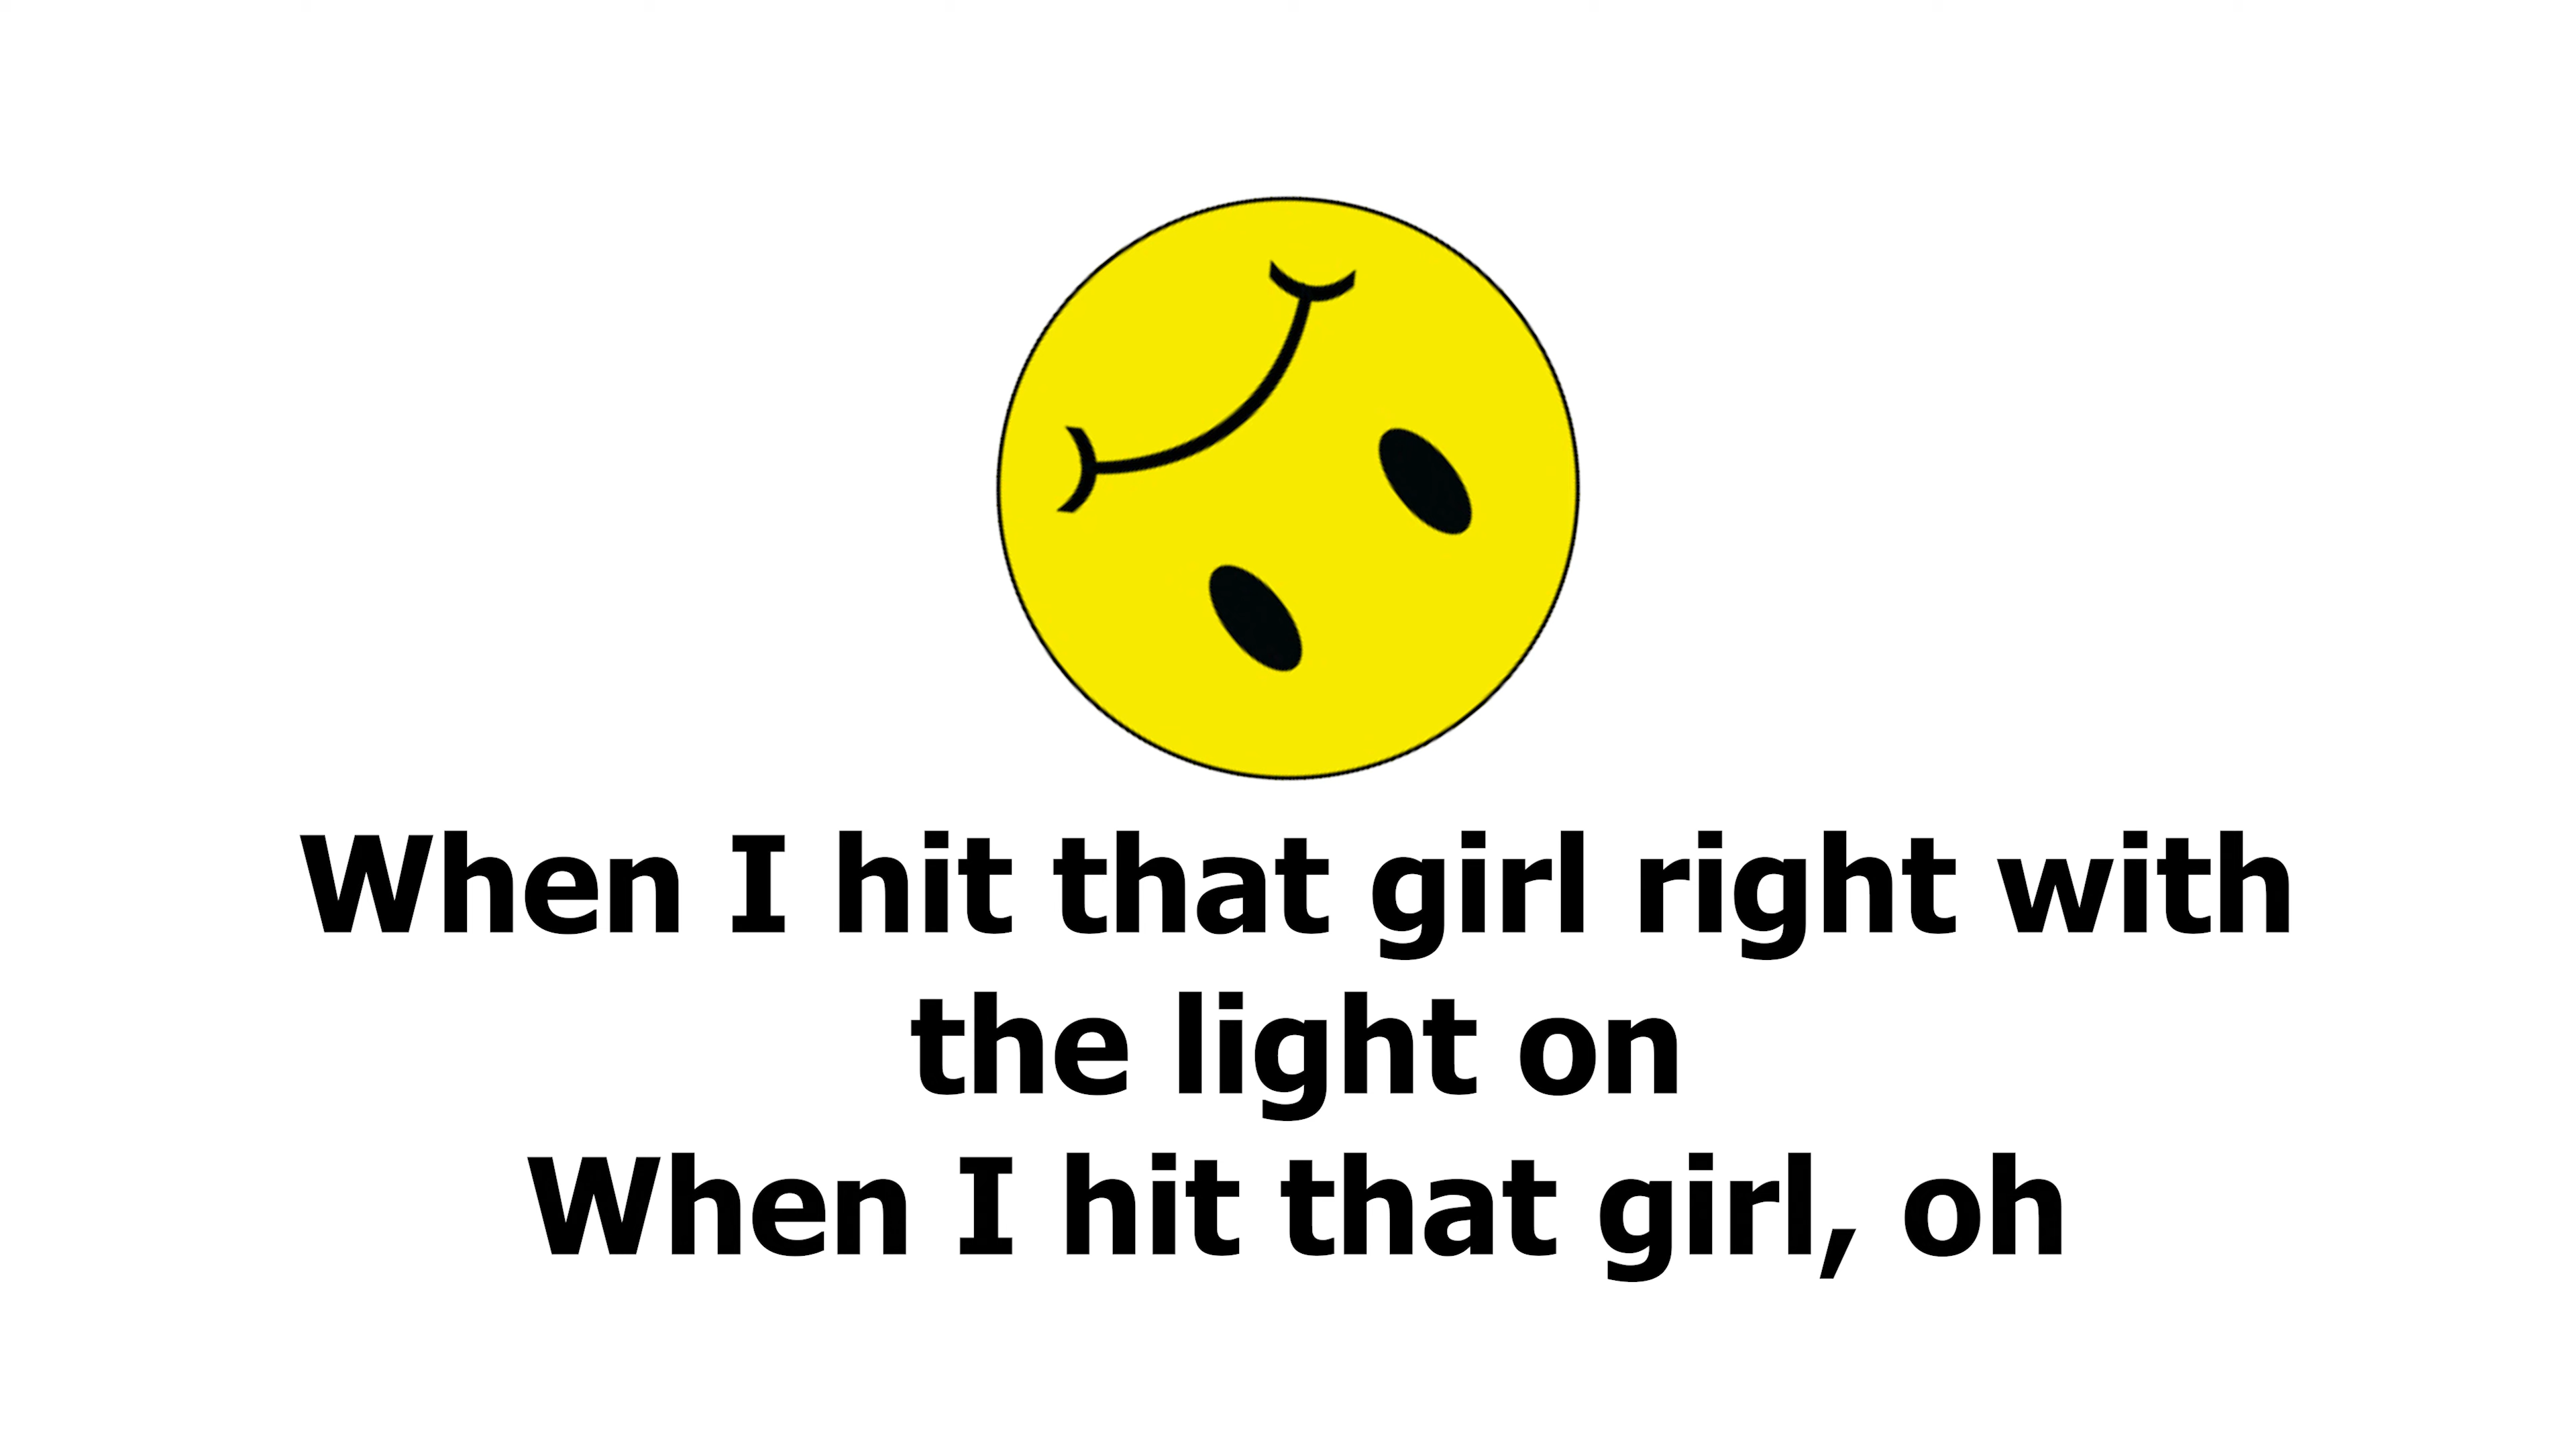 When I hit that girl right with
the light on
When I hit that girl, oh